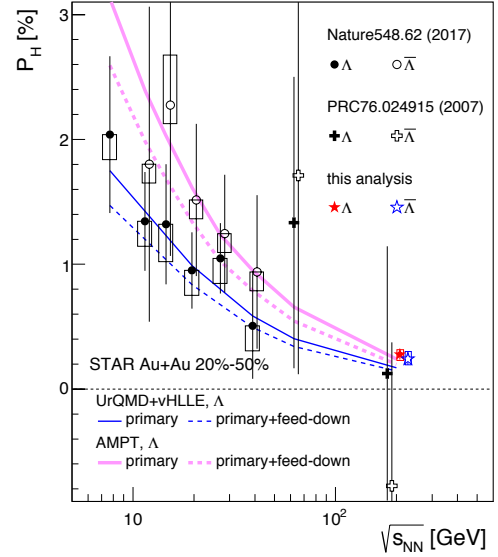 P_H [%]
3
2
1
0
Nature548.62 (2017)
Λ Λ̅
PRC76.024915 (2007)
Λ Λ̅
this analysis
Λ Λ̅
STAR Au+Au 20%-50%
UrQMD+vHLLE, Λ
primary primary+feed-down
AMPT, Λ
primary primary+feed-down
10 10²
√s_NN [GeV]